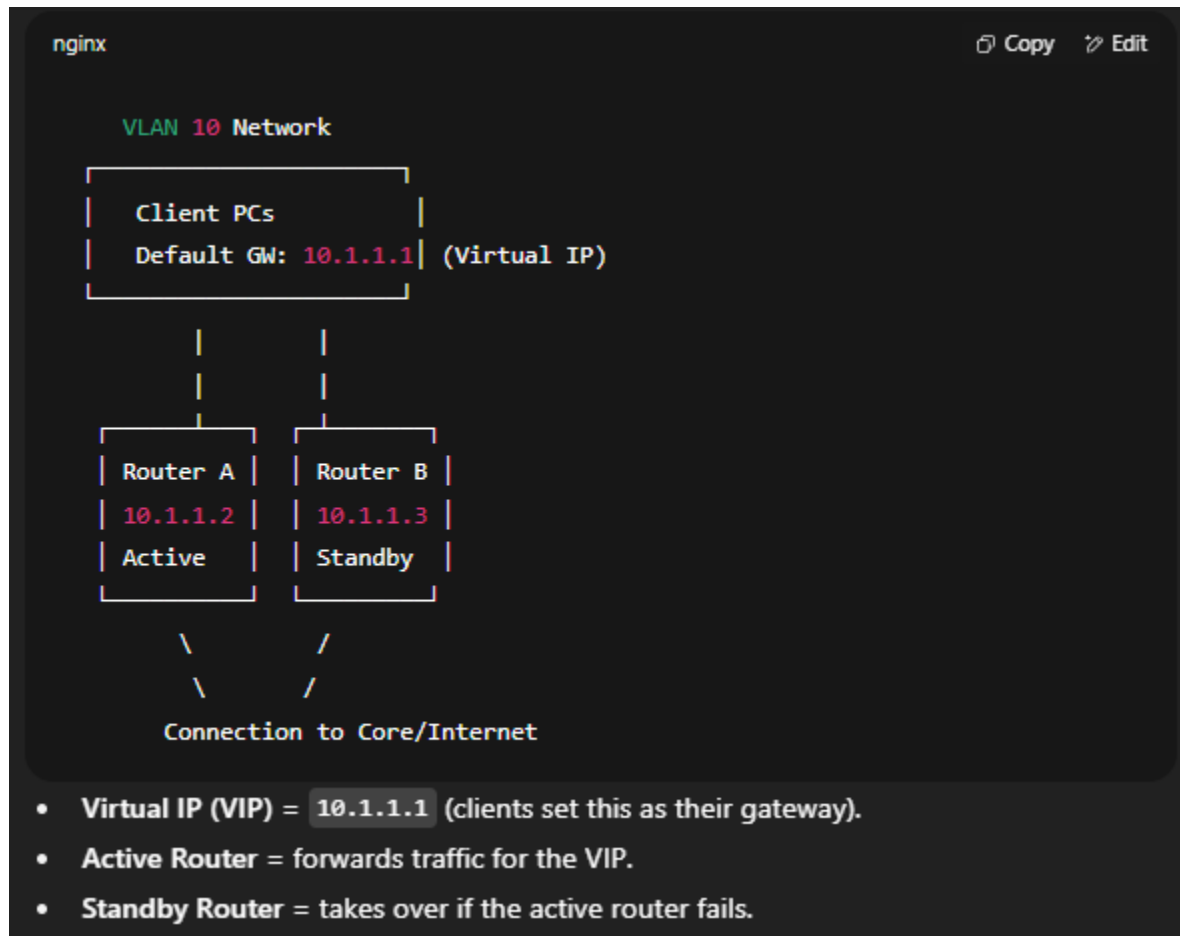 nginx Copy Edit
VLAN 10 Network
Client PCs
Default GW: 10.1.1.1 (Virtual IP)
Router A Router B
10.1.1.2 10.1.1.3
Active Standby
Connection to Core/Internet
• Virtual IP (VIP) = 10.1.1.1 (clients set this as their gateway).
• Active Router = forwards traffic for the VIP.
• Standby Router = takes over if the active router fails.